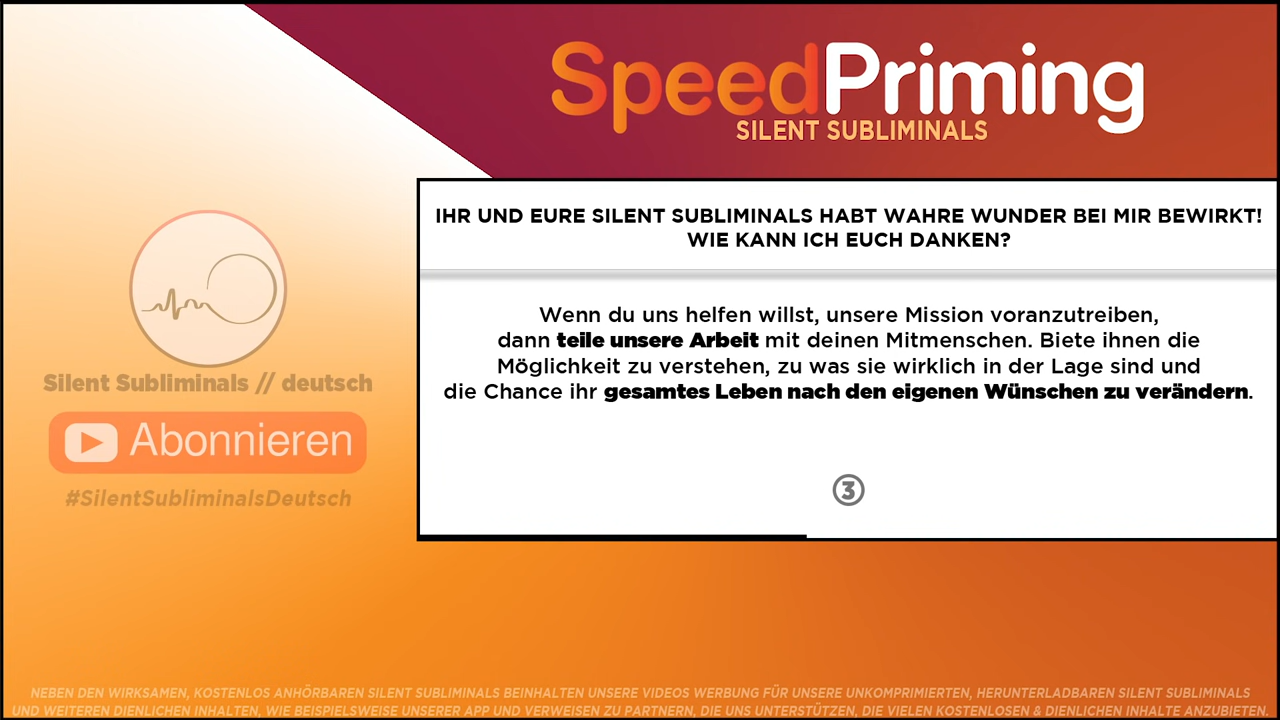 SpeedPriming
SILENT SUBLIMINALS
IHR UND EURE SILENT SUBLIMINALS HABT WAHRE WUNDER BEI MIR BEWIRKT!
WIE KANN ICH EUCH DANKEN?
Wenn du uns helfen willst, unsere Mission voranzutreiben,
dann teile unsere Arbeit mit deinen Mitmenschen. Biete ihnen die
Möglichkeit zu verstehen, zu was sie wirklich in der Lage sind und
die Chance ihr gesamtes Leben nach den eigenen Wünschen zu verändern.
3
Silent Subliminals // deutsch
Abonnieren
#SilentSubliminalsDeutsch
NEBEN DEN WIRKSAMEN, KOSTENLOS ANHÖRBAREN SILENT SUBLIMINALS BEINHALTEN UNSERE VIDEOS WERBUNG FÜR UNSERE UNKOMPRIMIERTEN, HERUNTERLADBAREN SILENT SUBLIMINALS
UND WEITEREN DIENLICHEN INHALTEN, WIE BEISPIELSWEISE UNSERER APP UND VERWEISEN ZU PARTNERN, DIE UNS UNTERSTÜTZEN, DIE VIELEN KOSTENLOSEN & DIENLICHEN INHALTE ANZUBIETEN.